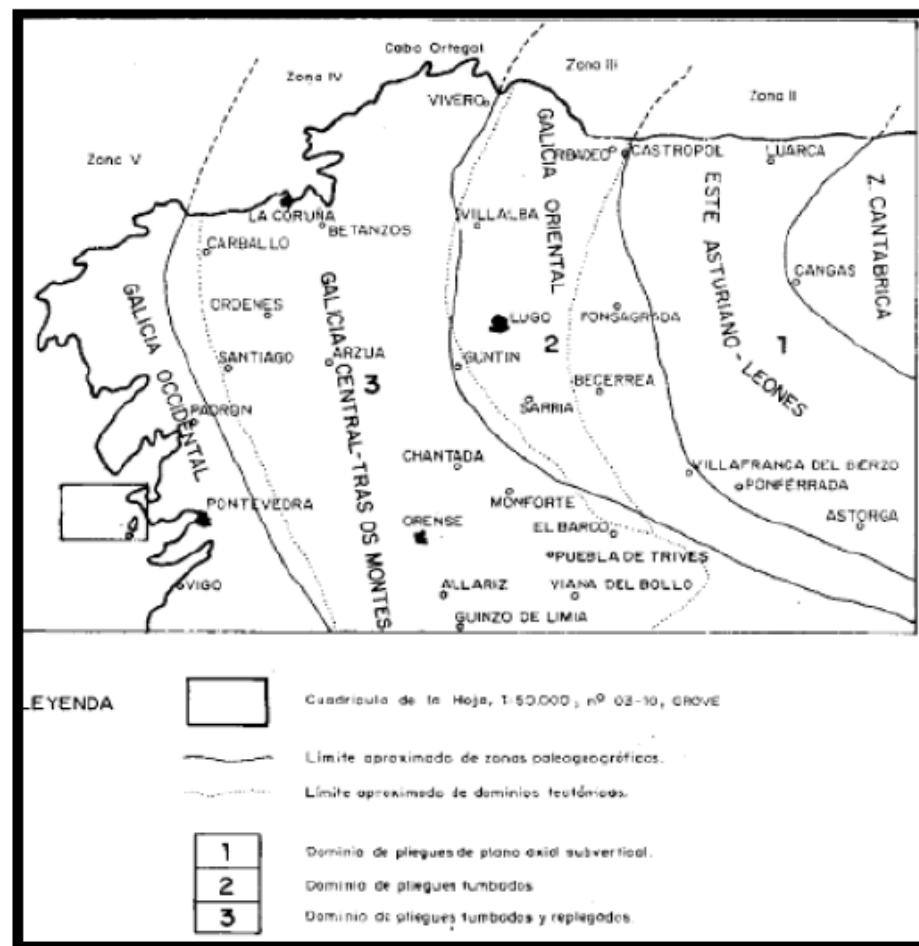 Cabo Ortegal
Zona IV
Zona III
Zona II
Zona V
VIVERO
GALICIA ORIENTAL
RIBADEO
CASTROPOL
LUARCA
ESTE ASTURIANO-LEONES
Z. CANTABRICA
LA CORUÑA
BETANZOS
VILLALBA
CARBALLO
CANGAS
GALICIA OCCIDENTAL
GALICIA CENTRAL-TRAS OS MONTES
ORDENES
LUGO
FONSAGRADA
1
2
SANTIAGO
ARZUA
3
GUNTIN
BECERREA
SARRIA
PADRON
CHANTADA
VILLAFRANCA DEL BIERZO
PONFERRADA
PONTEVEDRA
MONFORTE
ORENSE
EL BARCO
ASTORGA
PUEBLA DE TRIVES
VIGO
ALLARIZ
VIANA DEL BOLLO
GUINZO DE LIMIA
LEYENDA
Cuadrícula de la Hoja, 1:50.000; nº 03-10, GROVE
Límite aproximado de zonas paleogeográficas.
Límite aproximado de dominios tectónicos.
1 Dominio de pliegues de plano axial subvertical.
2 Dominio de pliegues tumbados
3 Dominio de pliegues tumbados y replegados.